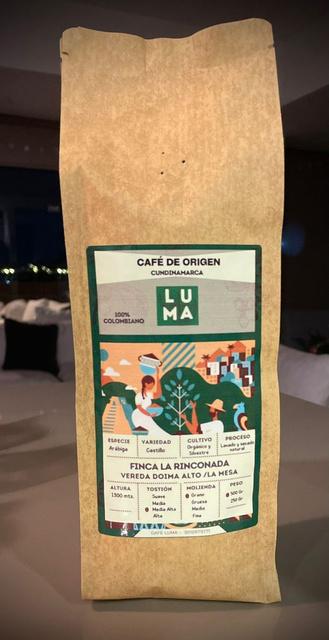 CAFÉ DE ORIGEN
CUNDINAMARCA
LU
MA
100%
COLOMBIANO
ESPECIE
Arábiga
VARIEDAD
Castillo
CULTIVO
Orgánico y
Silvestre
PROCESO
Lavado y secado
natural
FINCA LA RINCONADA
VEREDA DOIMA ALTO /LA MESA
ALTURA
1300 mts.
TOSTIÓN
Suave
Media
Media Alta
Alta
MOLIENDA
Grano
Gruesa
Media
Fina
PESO
500 Gr
250 Gr
CAFÉ LUMA